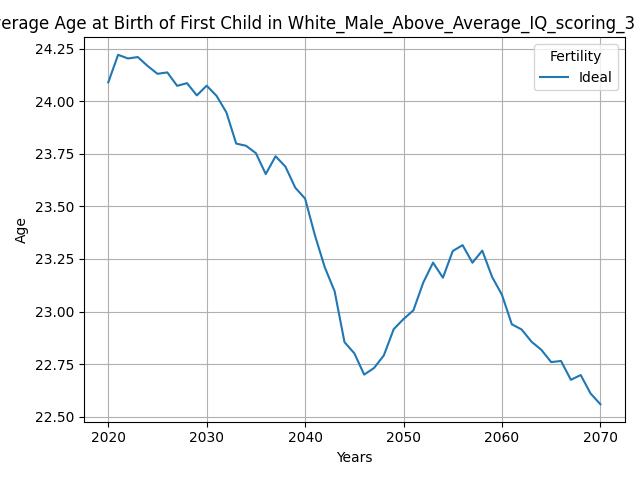 erage Age at Birth of First Child in White_Male_Above_Average_IQ_scoring_3
Fertility
Ideal
24.25
24.00
23.75
23.50
23.25
23.00
22.75
22.50
Age
2020 2030 2040 2050 2060 2070
Years